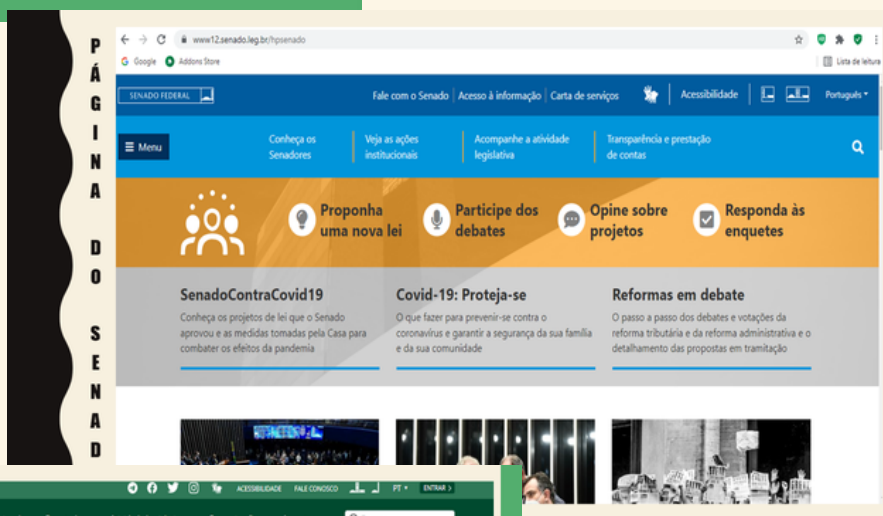 PÁGINA DO SENAD
www12.senado.leg.br/hpsenado
Google Addons Store
Lista de leitura
SENADO FEDERAL
Fale com o Senado Acesso à informação Carta de serviços
Acessibilidade
Português
Menu
Conheça os
Senadores
Veja as ações
institucionais
Acompanhe a atividade
legislativa
Transparência e prestação
de contas
Proponha
uma nova lei
Participe dos
debates
Opine sobre
projetos
Responda às
enquetes
SenadoContraCovid19
Conheça os projetos de lei que o Senado
aprovou e as medidas tomadas pela Casa para
combater os efeitos da pandemia
Covid-19: Proteja-se
O que fazer para prevenir-se contra o
coronavírus e garantir a segurança da sua família
e da sua comunidade
Reformas em debate
O passo a passo dos debates e votações da
reforma tributária e da reforma administrativa e o
detalhamento das propostas em tramitação
ACESSIBILIDADE FALE CONOSCO PT ENTRAR >